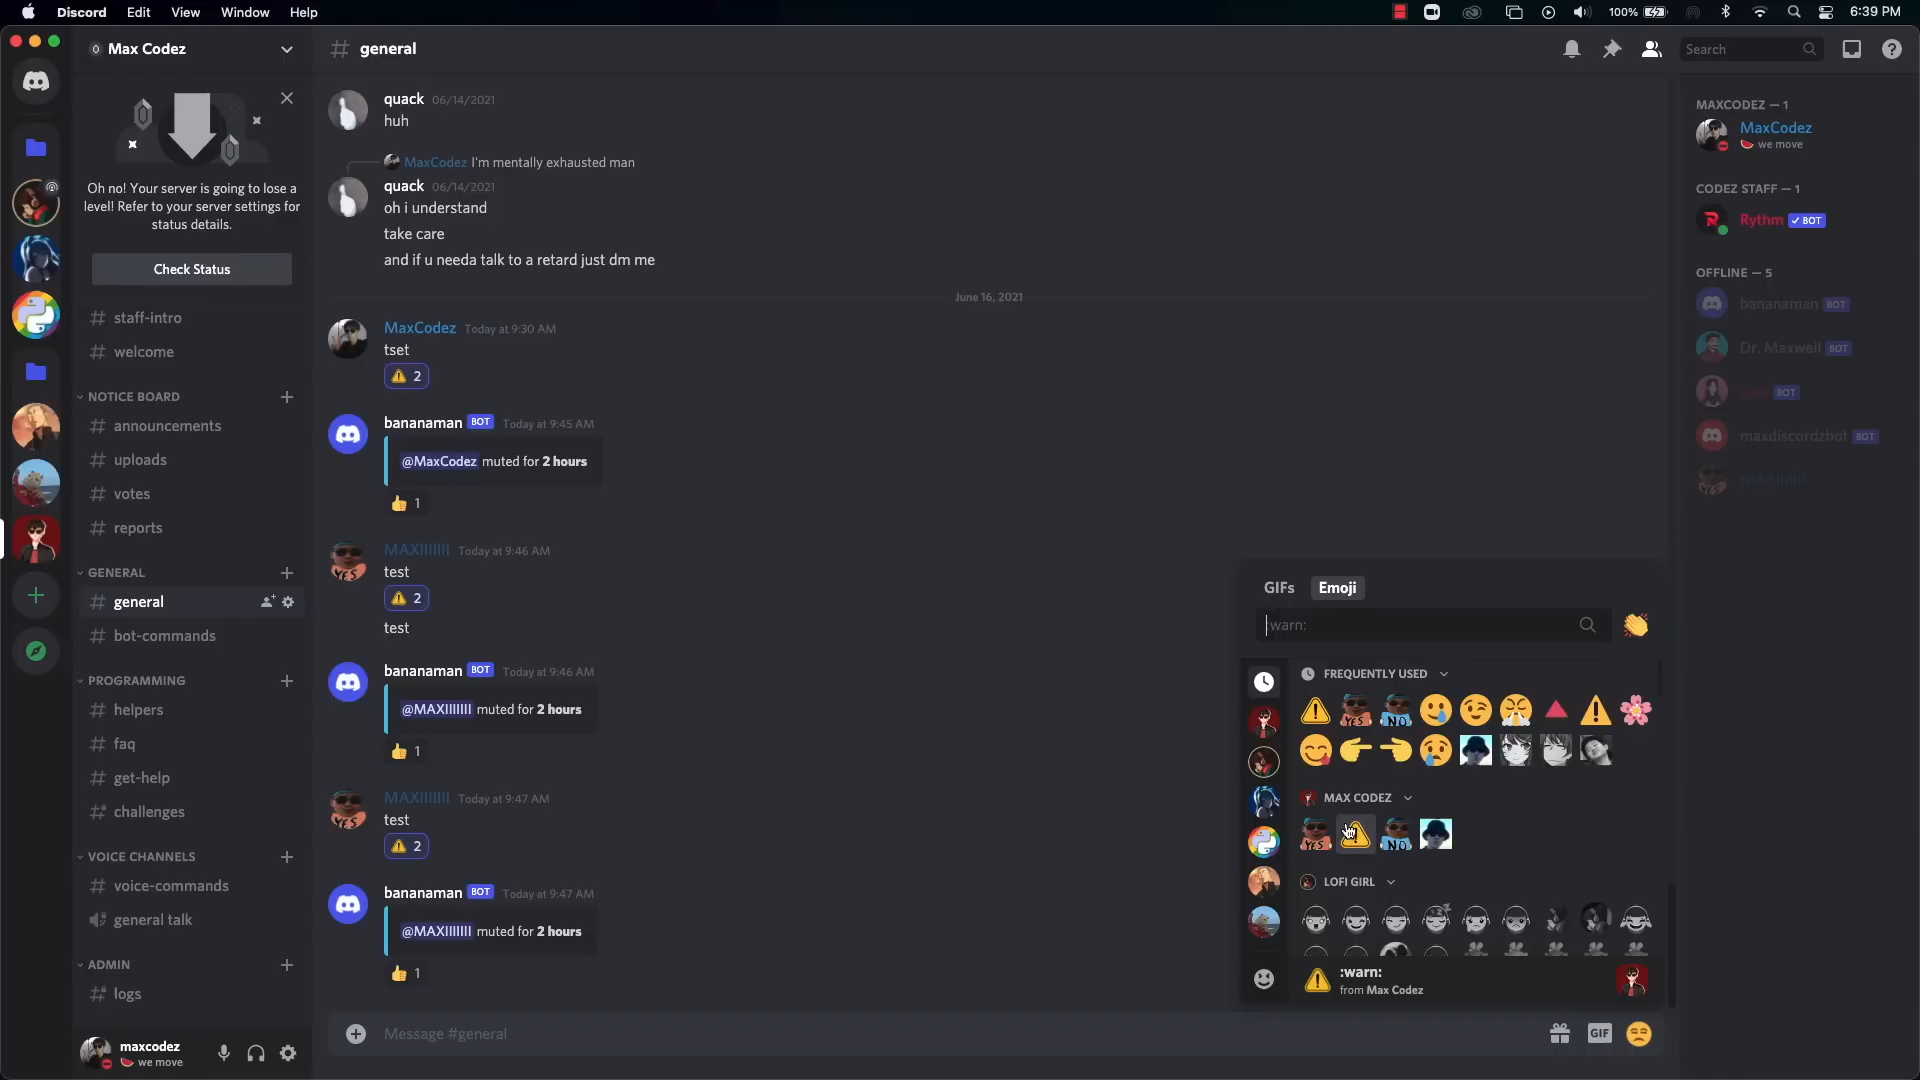 Discord Edit View Window Help
100% 6:39 PM
Max Codez
Oh no! Your server is going to lose a
level! Refer to your server settings for
status details.
Check Status
# staff-intro
# welcome
NOTICE BOARD
# announcements
# uploads
# votes
# reports
GENERAL
# general
# bot-commands
PROGRAMMING
# helpers
# faq
# get-help
# challenges
VOICE CHANNELS
# voice-commands
general talk
ADMIN
# logs
maxcodez
we move
# general
Search
quack 06/14/2021
huh
MaxCodez I'm mentally exhausted man
quack 06/14/2021
oh i understand
take care
and if u needa talk to a retard just dm me
June 16, 2021
MaxCodez Today at 9:30 AM
tset
2
bananaman BOT Today at 9:45 AM
@MaxCodez muted for 2 hours
1
MAXIIIIIII Today at 9:46 AM
test
2
test
bananaman BOT Today at 9:46 AM
@MAXIIIIIII muted for 2 hours
1
MAXIIIIIII Today at 9:47 AM
test
2
bananaman BOT Today at 9:47 AM
@MAXIIIIIII muted for 2 hours
1
Message #general
GIF
GIFs Emoji
:warn:
FREQUENTLY USED
YES NO
MAX CODEZ
YES NO
LOFI GIRL
:warn:
from Max Codez
MAXCODEZ — 1
MaxCodez
we move
CODEZ STAFF — 1
Rythm BOT
OFFLINE — 5
bananaman BOT
Dr. Maxwell BOT
BOT
maxdiscordzbot BOT